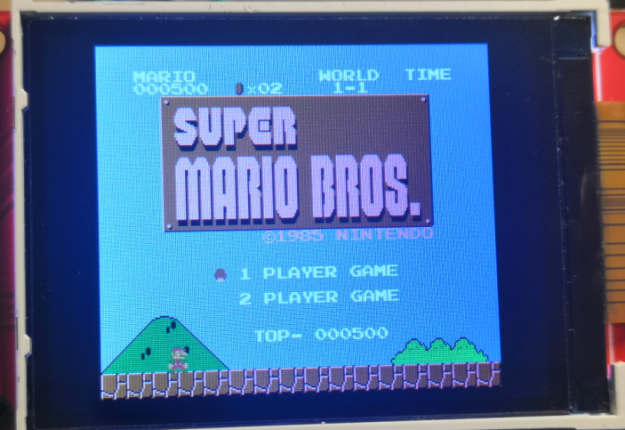 MARIO WORLD TIME
000500 x02 1-1
SUPER
MARIO BROS.
©1985 NINTENDO
1 PLAYER GAME
2 PLAYER GAME
TOP- 000500